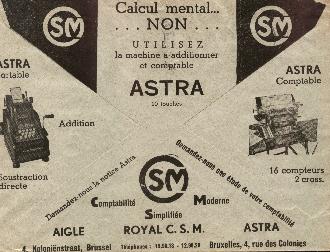 SM
SM
Calcul mental...
... NON ...
UTILISEZ
la machine à additionner
et comptable
ASTRA
10 touches
ASTRA
Portable
Addition
Soustraction
directe
ASTRA
Comptable
16 compteurs
2 cross.
Demandez-nous la notice Astra
Demandez-nous une étude de votre comptabilité
SM
Comptabilité Moderne
Simplifiée
AIGLE ROYAL C.S.M. ASTRA
4, Koloniënstraat, Brussel Téléphones : Bruxelles, 4, rue des Colonies